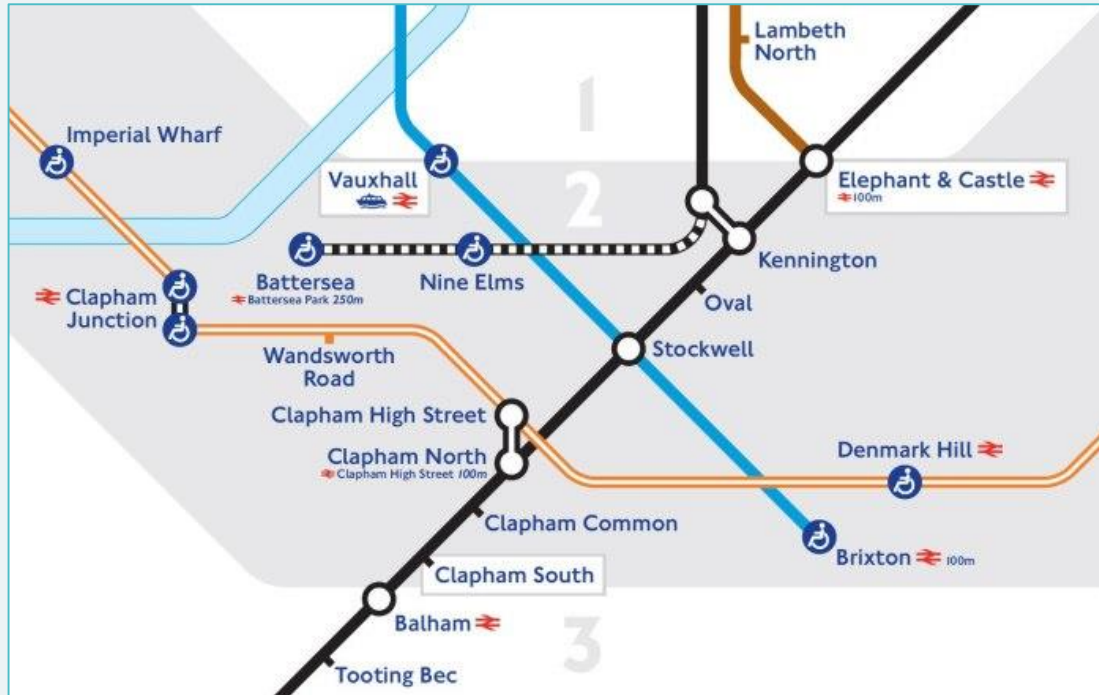 Lambeth
North
1
Imperial Wharf
Vauxhall
2
Elephant & Castle
100m
Kennington
Battersea
Battersea Park 250m
Nine Elms
Oval
Clapham
Junction
Wandsworth
Road
Stockwell
Clapham High Street
Clapham North
Clapham High Street 100m
Denmark Hill
Clapham Common
Brixton
100m
Clapham South
Balham
3
Tooting Bec